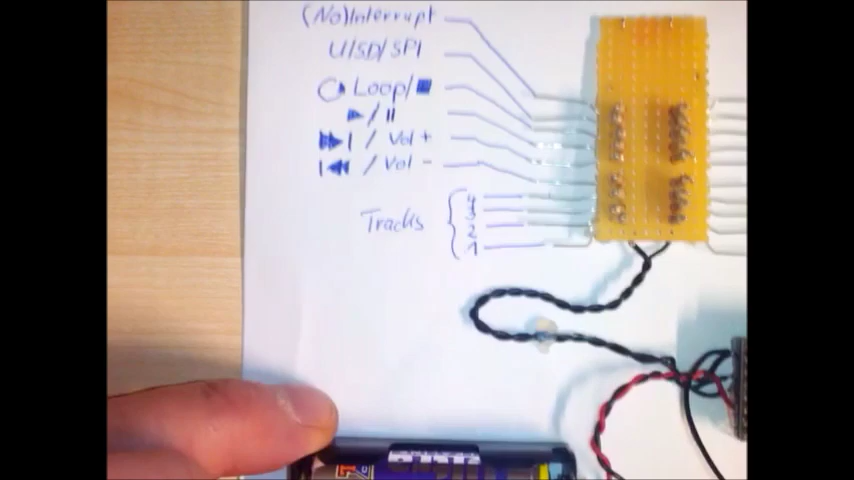 (No)Interrupt
U/SD/SPI
Loop/■
▶/II
▶▶I / Vol +
I◀◀ / Vol -
Tracks
4
3
2
1